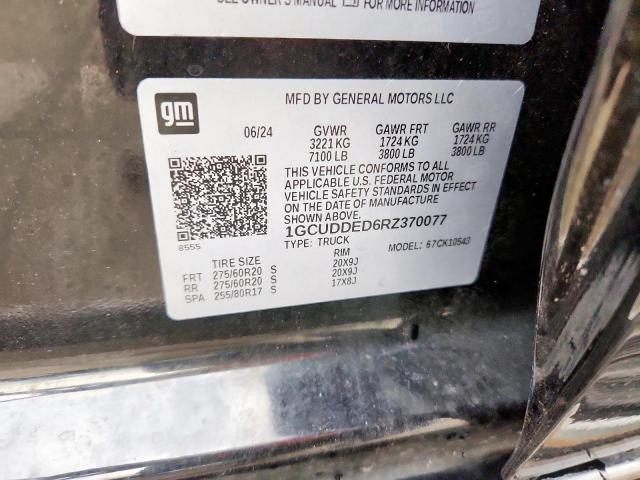 SEE OWNER'S MANUAL FOR MORE INFORMATION
gm
MFD BY GENERAL MOTORS LLC
06/24 GVWR GAWR FRT GAWR RR
3221 KG 1724 KG 1724 KG
7100 LB 3800 LB 3800 LB
THIS VEHICLE CONFORMS TO ALL
APPLICABLE U.S. FEDERAL MOTOR
VEHICLE SAFETY STANDARDS IN EFFECT
ON THE DATE OF MANUFACTURE
SHOWN ABOVE.
1GCUDDED6RZ370077
8555
TYPE: TRUCK MODEL: 67CK10543
TIRE SIZE RIM
FRT 275/60R20 S 20X9J
RR 275/60R20 S 20X9J
SPA 255/80R17 S 17X8J